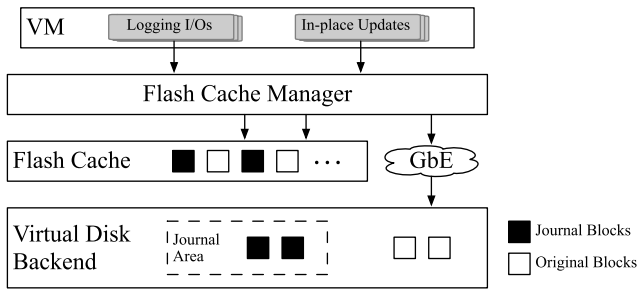 VM
Logging I/Os
In-place Updates
Flash Cache Manager
Flash Cache
...
GbE
Virtual Disk
Backend
Journal
Area
Journal Blocks
Original Blocks